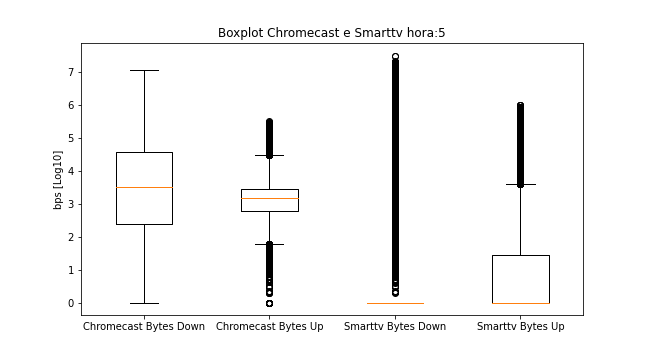 Boxplot Chromecast e Smarttv hora:5
bps [Log10]
7
6
5
4
3
2
1
0
Chromecast Bytes Down
Chromecast Bytes Up
Smarttv Bytes Down
Smarttv Bytes Up